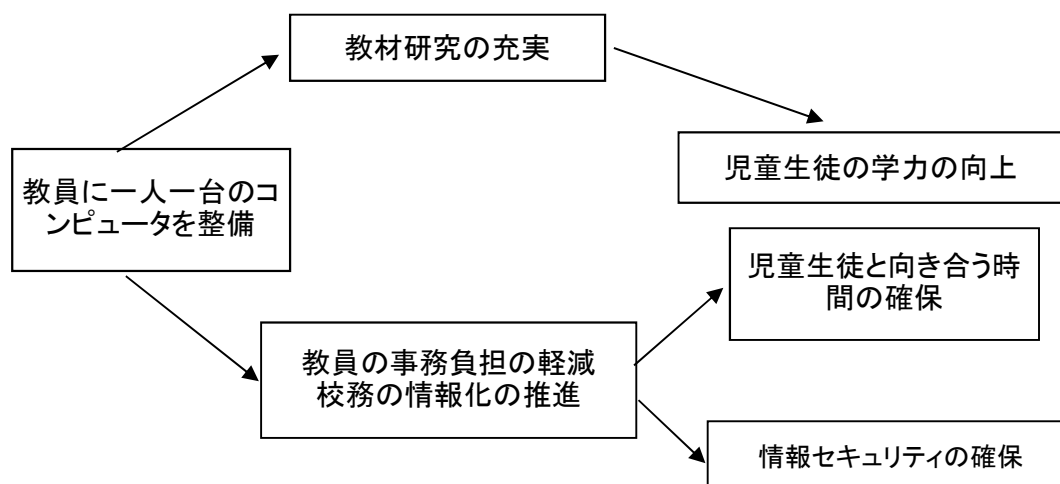 教材研究の充実
児童生徒の学力の向上
教員に一人一台のコ
ンピュータを整備
児童生徒と向き合う時
間の確保
教員の事務負担の軽減
校務の情報化の推進
情報セキュリティの確保